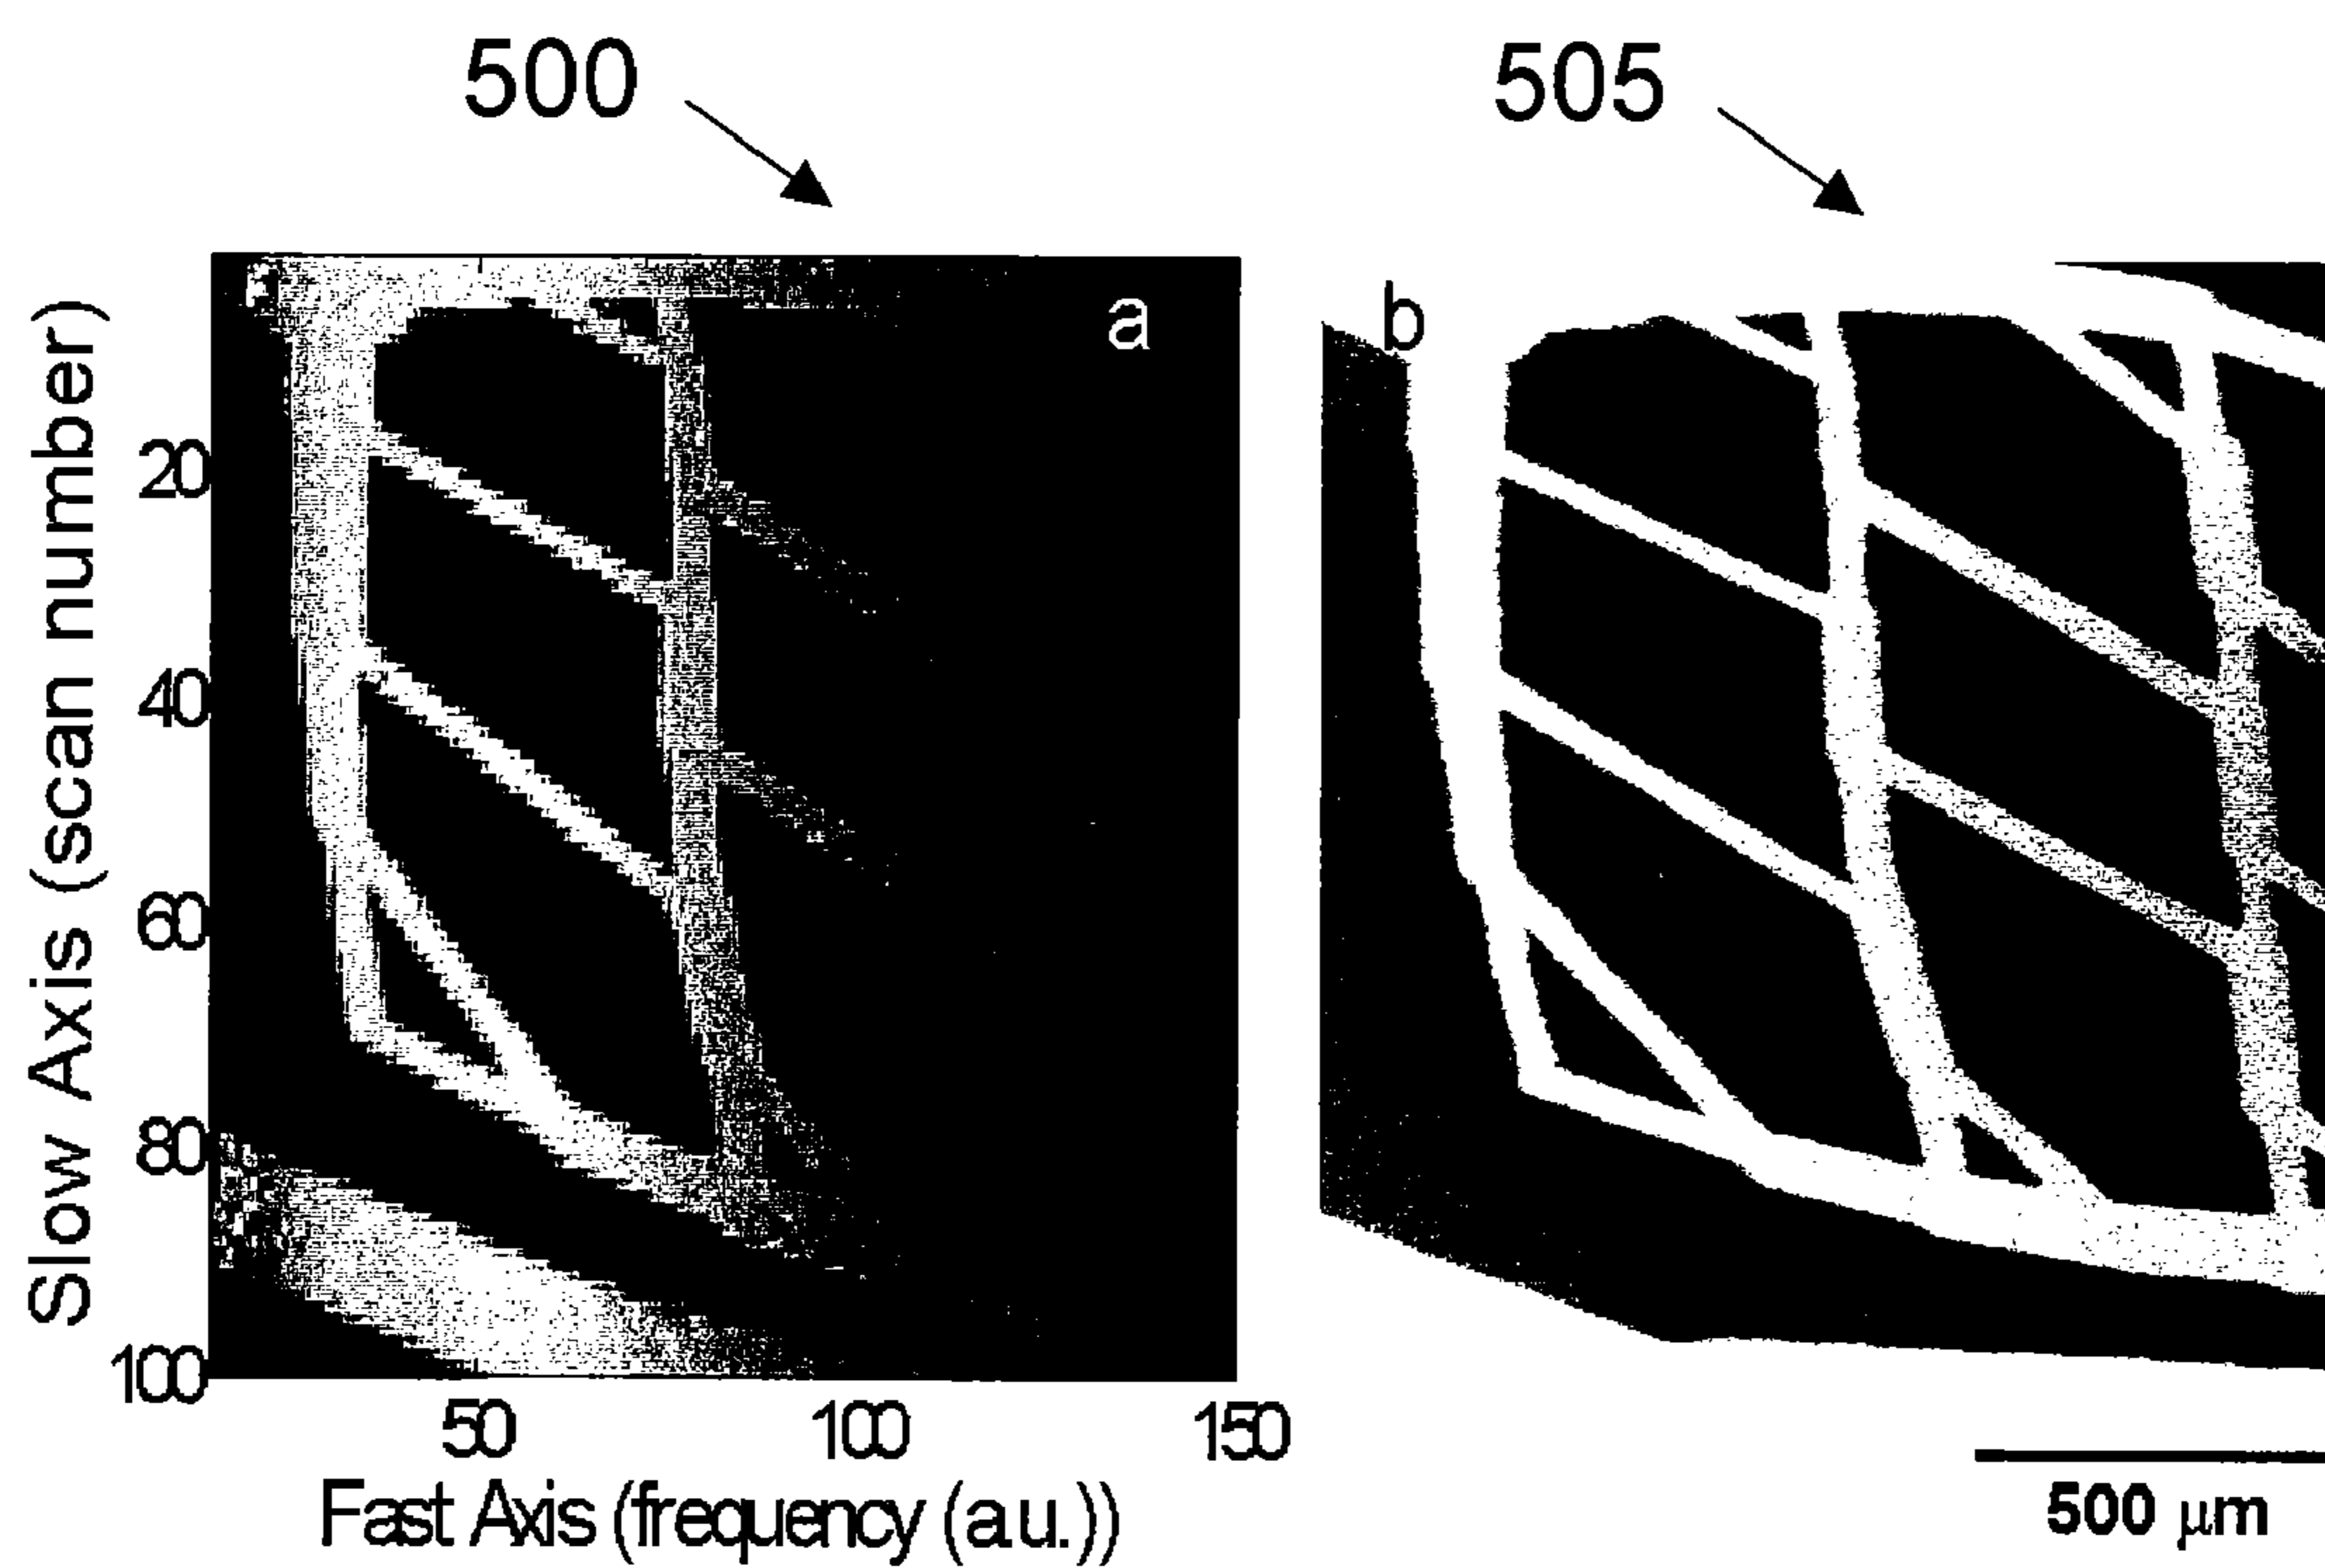 500
505
a
b
Slow Axis (scan number)
20
40
60
80
100
50
100
150
Fast Axis (frequency (a.u.))
500 µm